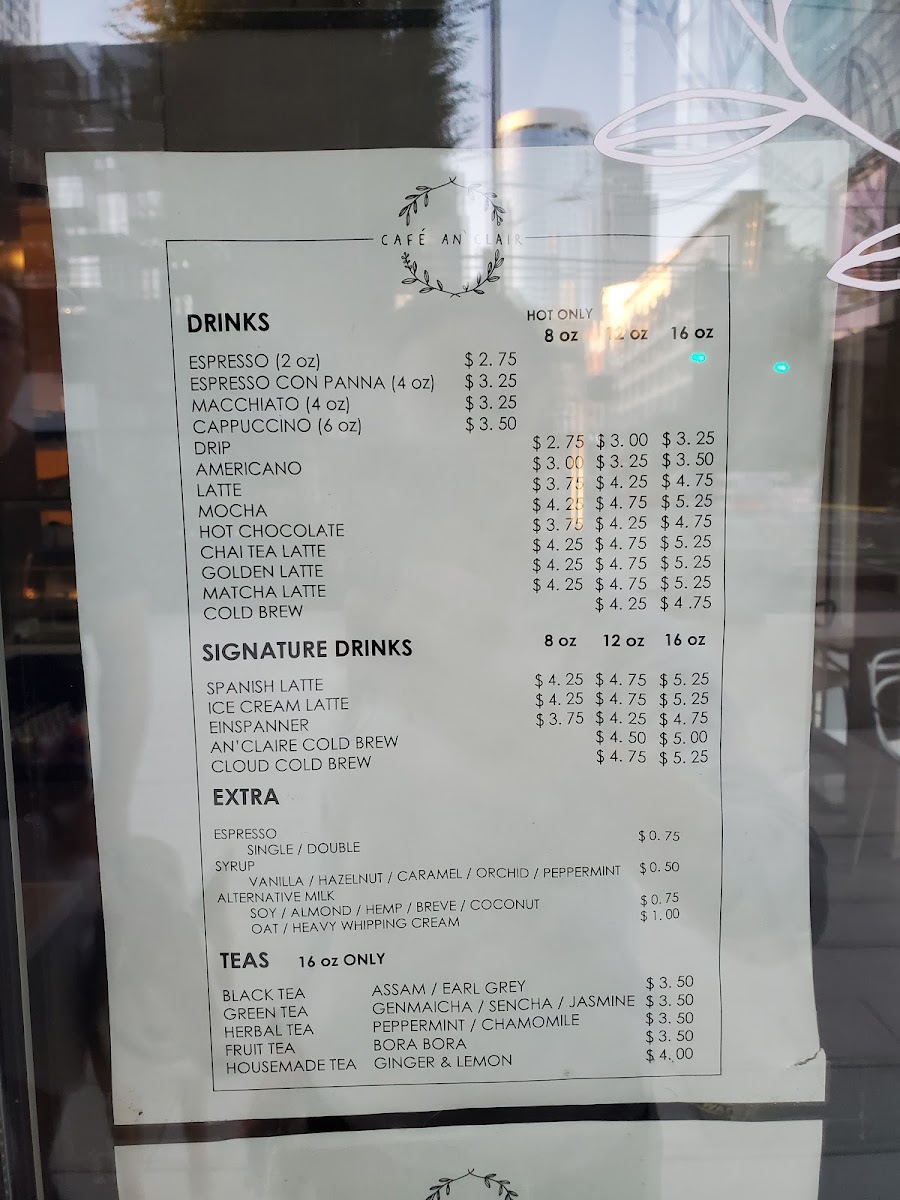 CAFÉ AN'CLAIR
DRINKS HOT ONLY
8 oz 12 oz 16 oz
ESPRESSO (2 oz) $2.75
ESPRESSO CON PANNA (4 oz) $3.25
MACCHIATO (4 oz) $3.25
CAPPUCCINO (6 oz) $3.50
DRIP $2.75 $3.00 $3.25
AMERICANO $3.00 $3.25 $3.50
LATTE $3.75 $4.25 $4.75
MOCHA $4.25 $4.75 $5.25
HOT CHOCOLATE $3.75 $4.25 $4.75
CHAI TEA LATTE $4.25 $4.75 $5.25
GOLDEN LATTE $4.25 $4.75 $5.25
MATCHA LATTE $4.25 $4.75 $5.25
COLD BREW $4.25 $4.75
SIGNATURE DRINKS 8 oz 12 oz 16 oz
SPANISH LATTE $4.25 $4.75 $5.25
ICE CREAM LATTE $4.25 $4.75 $5.25
EINSPANNER $3.75 $4.25 $4.75
AN'CLAIRE COLD BREW $4.50 $5.00
CLOUD COLD BREW $4.75 $5.25
EXTRA
ESPRESSO $0.75
SINGLE / DOUBLE
SYRUP $0.50
VANILLA / HAZELNUT / CARAMEL / ORCHID / PEPPERMINT
ALTERNATIVE MILK
SOY / ALMOND / HEMP / BREVE / COCONUT $0.75
OAT / HEAVY WHIPPING CREAM $1.00
TEAS 16 oz ONLY
BLACK TEA ASSAM / EARL GREY $3.50
GREEN TEA GENMAICHA / SENCHA / JASMINE $3.50
HERBAL TEA PEPPERMINT / CHAMOMILE $3.50
FRUIT TEA BORA BORA $3.50
HOUSEMADE TEA GINGER & LEMON $4.00